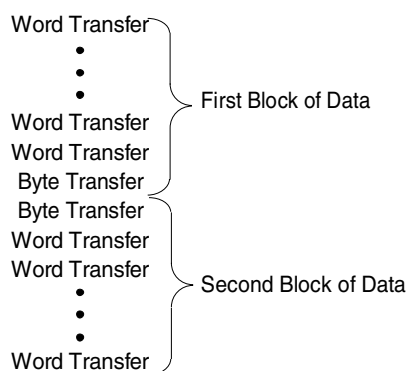 Word Transfer
•
•
•
First Block of Data
Word Transfer
Word Transfer
Byte Transfer
Byte Transfer
Word Transfer
Word Transfer
Second Block of Data
•
•
•
Word Transfer